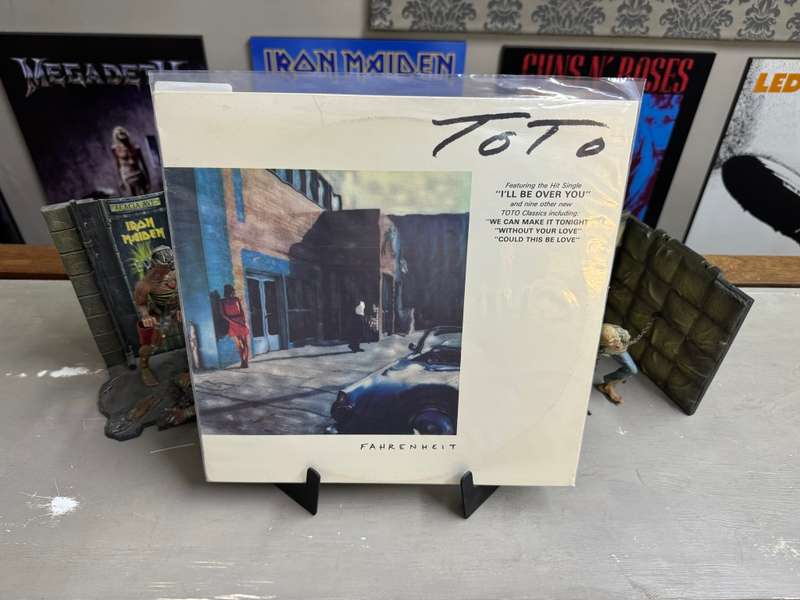 MEGADETH
IRON MAIDEN
GUNS N' ROSES
LED
TOTO
Featuring the Hit Single
"I'LL BE OVER YOU"
and nine other new
TOTO Classics including:
"WE CAN MAKE IT TONIGHT"
"WITHOUT YOUR LOVE"
"COULD THIS BE LOVE"
IRON
MAIDEN
FAHRENHEIT